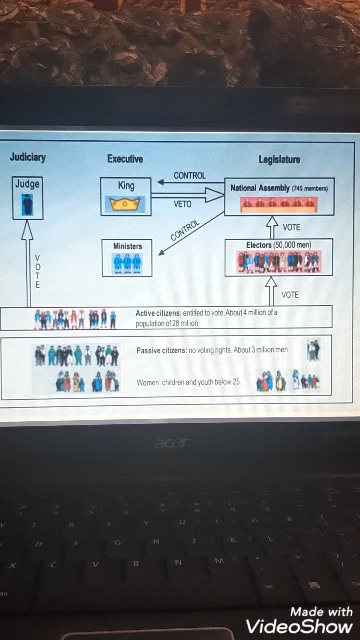 Judiciary
Executive
Legislature
Judge
King
CONTROL
VETO
National Assembly (745 members)
CONTROL
VOTE
Ministers
Electors (50,000 men)
VOTE
VOTE
Active citizens: entitled to vote. About 4 million of a
population of 28 million
Passive citizens: no voting rights. About 3 million men
Women, children and youth below 25.
acer
Made with
VideoShow